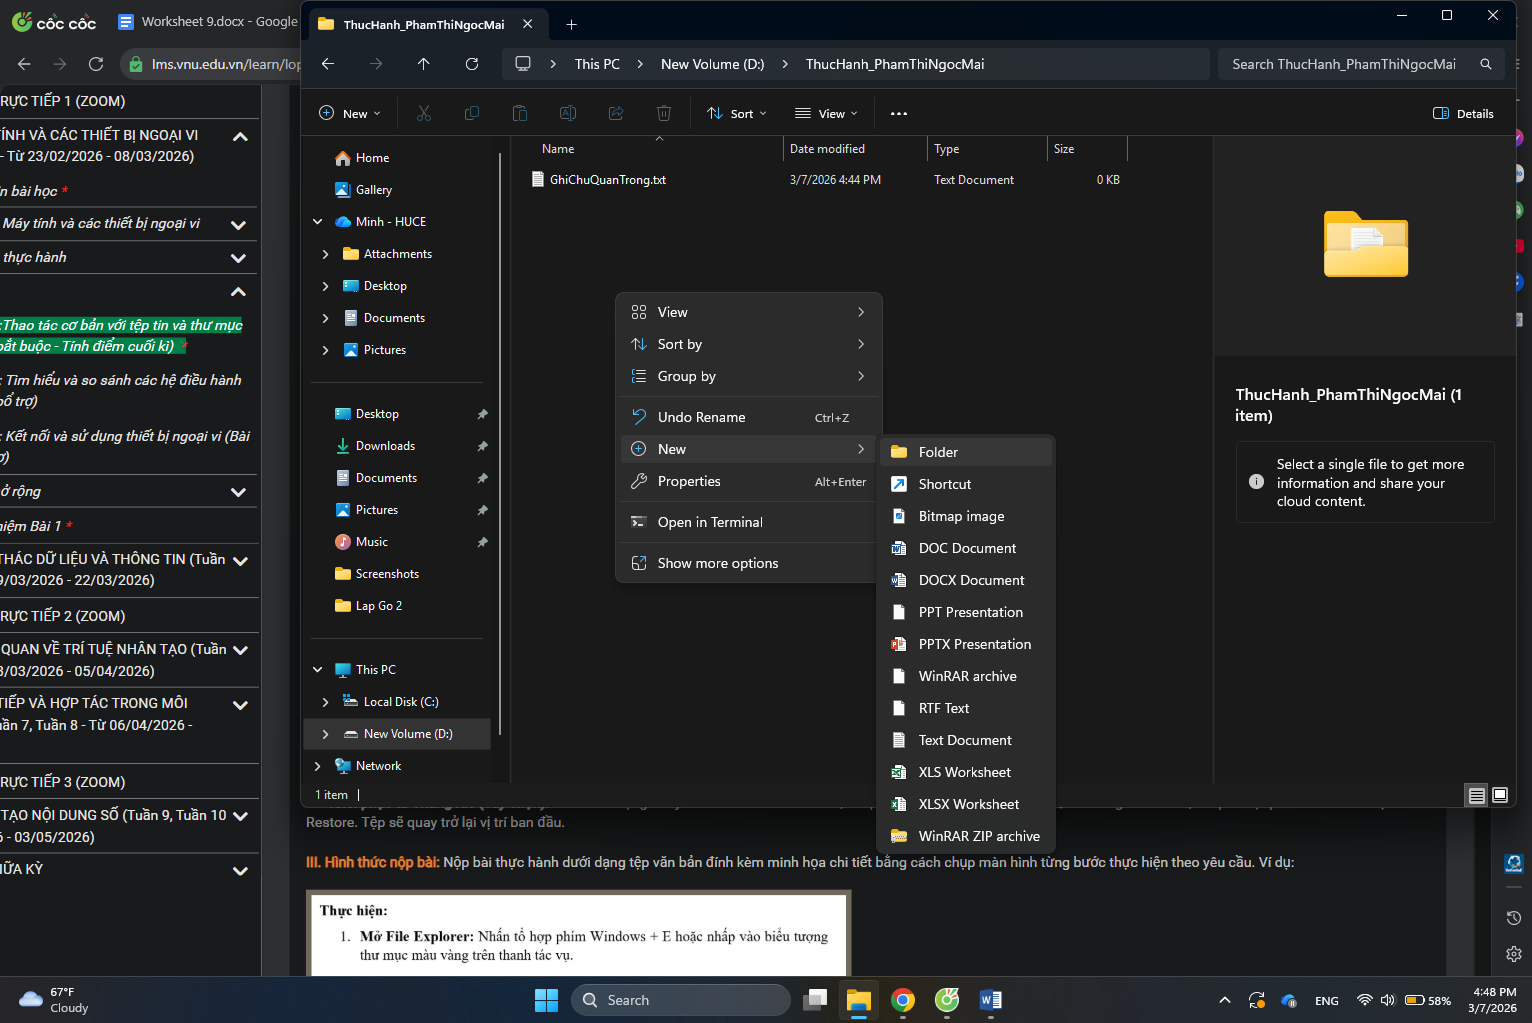 cốc cốc
Worksheet 9.docx - Google
ThucHanh_PhamThiNgocMai
lms.vnu.edu.vn/learn/lop
This PC
New Volume (D:)
ThucHanh_PhamThiNgocMai
Search ThucHanh_PhamThiNgocMai
New
Sort
View
Details
RỰC TIẾP 1 (ZOOM)
TÍNH VÀ CÁC THIẾT BỊ NGOẠI VI
- Từ 23/02/2026 - 08/03/2026)
n bài học *
Máy tính và các thiết bị ngoại vi
thực hành
:Thao tác cơ bản với tệp tin và thư mục
bắt buộc - Tính điểm cuối kì) *
: Tìm hiểu và so sánh các hệ điều hành
bổ trợ)
: Kết nối và sử dụng thiết bị ngoại vi (Bài
ợ)
ở rộng
niệm Bài 1 *
THÁC DỮ LIỆU VÀ THÔNG TIN (Tuần
9/03/2026 - 22/03/2026)
RỰC TIẾP 2 (ZOOM)
QUAN VỀ TRÍ TUỆ NHÂN TẠO (Tuần
3/03/2026 - 05/04/2026)
TIẾP VÀ HỢP TÁC TRONG MÔI
uần 7, Tuần 8 - Từ 06/04/2026 -
RỰC TIẾP 3 (ZOOM)
TẠO NỘI DUNG SỐ (Tuần 9, Tuần 10
6 - 03/05/2026)
IỮA KỲ
Home
Gallery
Minh - HUCE
Attachments
Desktop
Documents
Pictures
Desktop
Downloads
Documents
Pictures
Music
Screenshots
Lap Go 2
This PC
Local Disk (C:)
New Volume (D:)
Network
1 item
Name
Date modified
Type
Size
GhiChuQuanTrong.txt
3/7/2026 4:44 PM
Text Document
0 KB
View
Sort by
Group by
Undo Rename
Ctrl+Z
New
Properties
Alt+Enter
Open in Terminal
Show more options
Folder
Shortcut
Bitmap image
DOC Document
DOCX Document
PPT Presentation
PPTX Presentation
WinRAR archive
RTF Text
Text Document
XLS Worksheet
XLSX Worksheet
WinRAR ZIP archive
ThucHanh_PhamThiNgocMai (1
item)
Select a single file to get more
information and share your
cloud content.
Restore. Tệp sẽ quay trở lại vị trí ban đầu.
III. Hình thức nộp bài: Nộp bài thực hành dưới dạng tệp văn bản đính kèm minh họa chi tiết bằng cách chụp màn hình từng bước thực hiện theo yêu cầu. Ví dụ:
Thực hiện:
1. Mở File Explorer: Nhấn tổ hợp phím Windows + E hoặc nhấp vào biểu tượng
thư mục màu vàng trên thanh tác vụ.
67°F
Cloudy
Search
ENG
58%
4:48 PM
3/7/2026